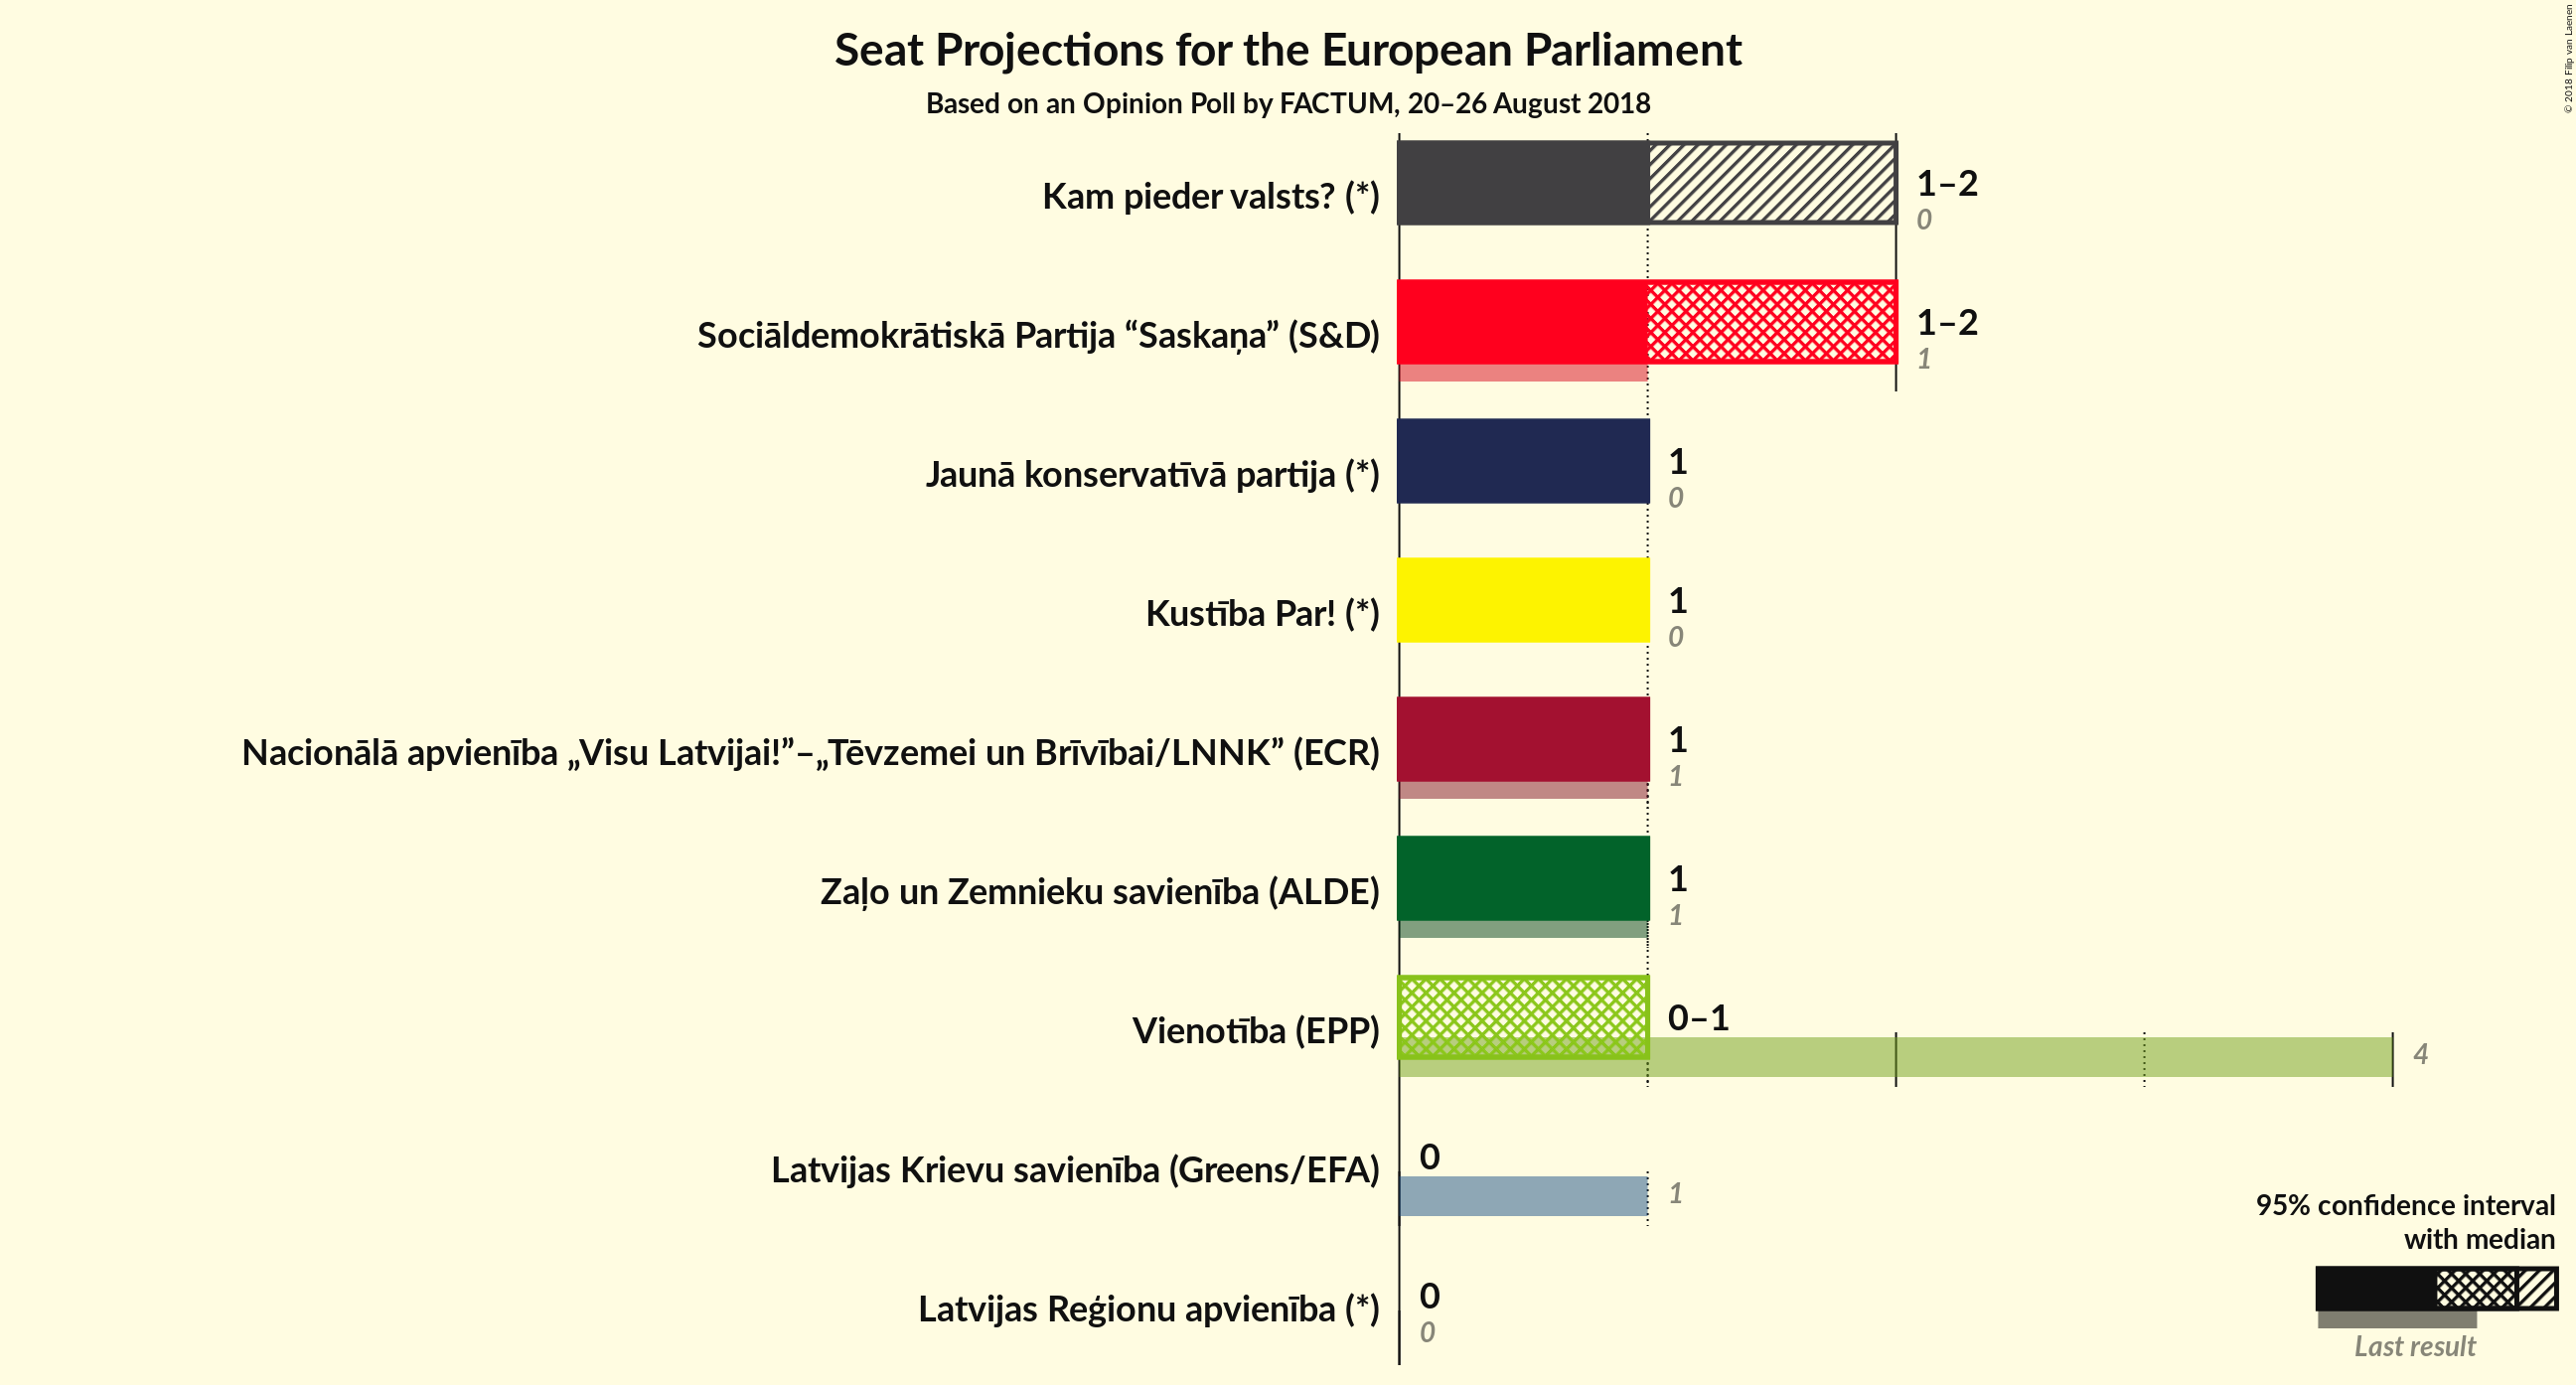 Seat Projections for the European Parliament
Based on an Opinion Poll by FACTUM, 20–26 August 2018
© 2018 Filip van Laenen
Kam pieder valsts? (*)
1–2
0
Sociāldemokrātiskā Partija “Saskaņa” (S&D)
1–2
1
Jaunā konservatīvā partija (*)
1
0
Kustība Par! (*)
1
0
Nacionālā apvienība „Visu Latvijai!”–„Tēvzemei un Brīvībai/LNNK” (ECR)
1
1
Zaļo un Zemnieku savienība (ALDE)
1
1
Vienotība (EPP)
0–1
4
Latvijas Krievu savienība (Greens/EFA)
0
1
Latvijas Reģionu apvienība (*)
0
0
95% confidence interval
with median
Last result